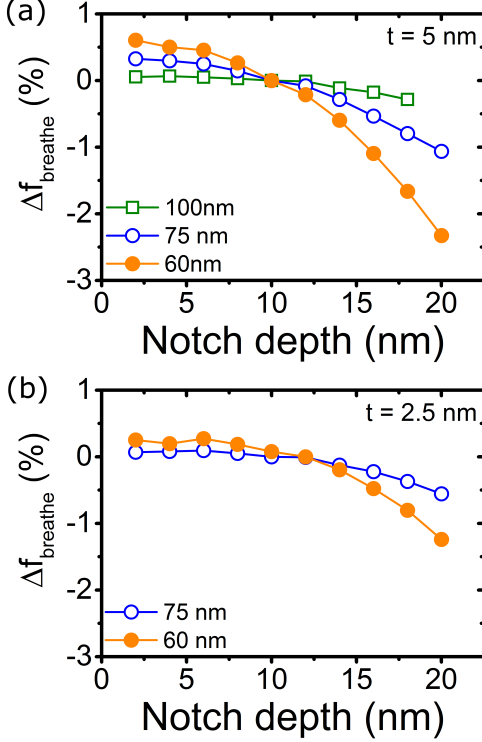 (a)
1
t = 5 nm
0
-1
-2
-3
Δf_breathe (%)
100nm
75 nm
60nm
0 5 10 15 20
Notch depth (nm)
(b)
1
t = 2.5 nm
0
-1
-2
-3
Δf_breathe (%)
75 nm
60 nm
0 5 10 15 20
Notch depth (nm)